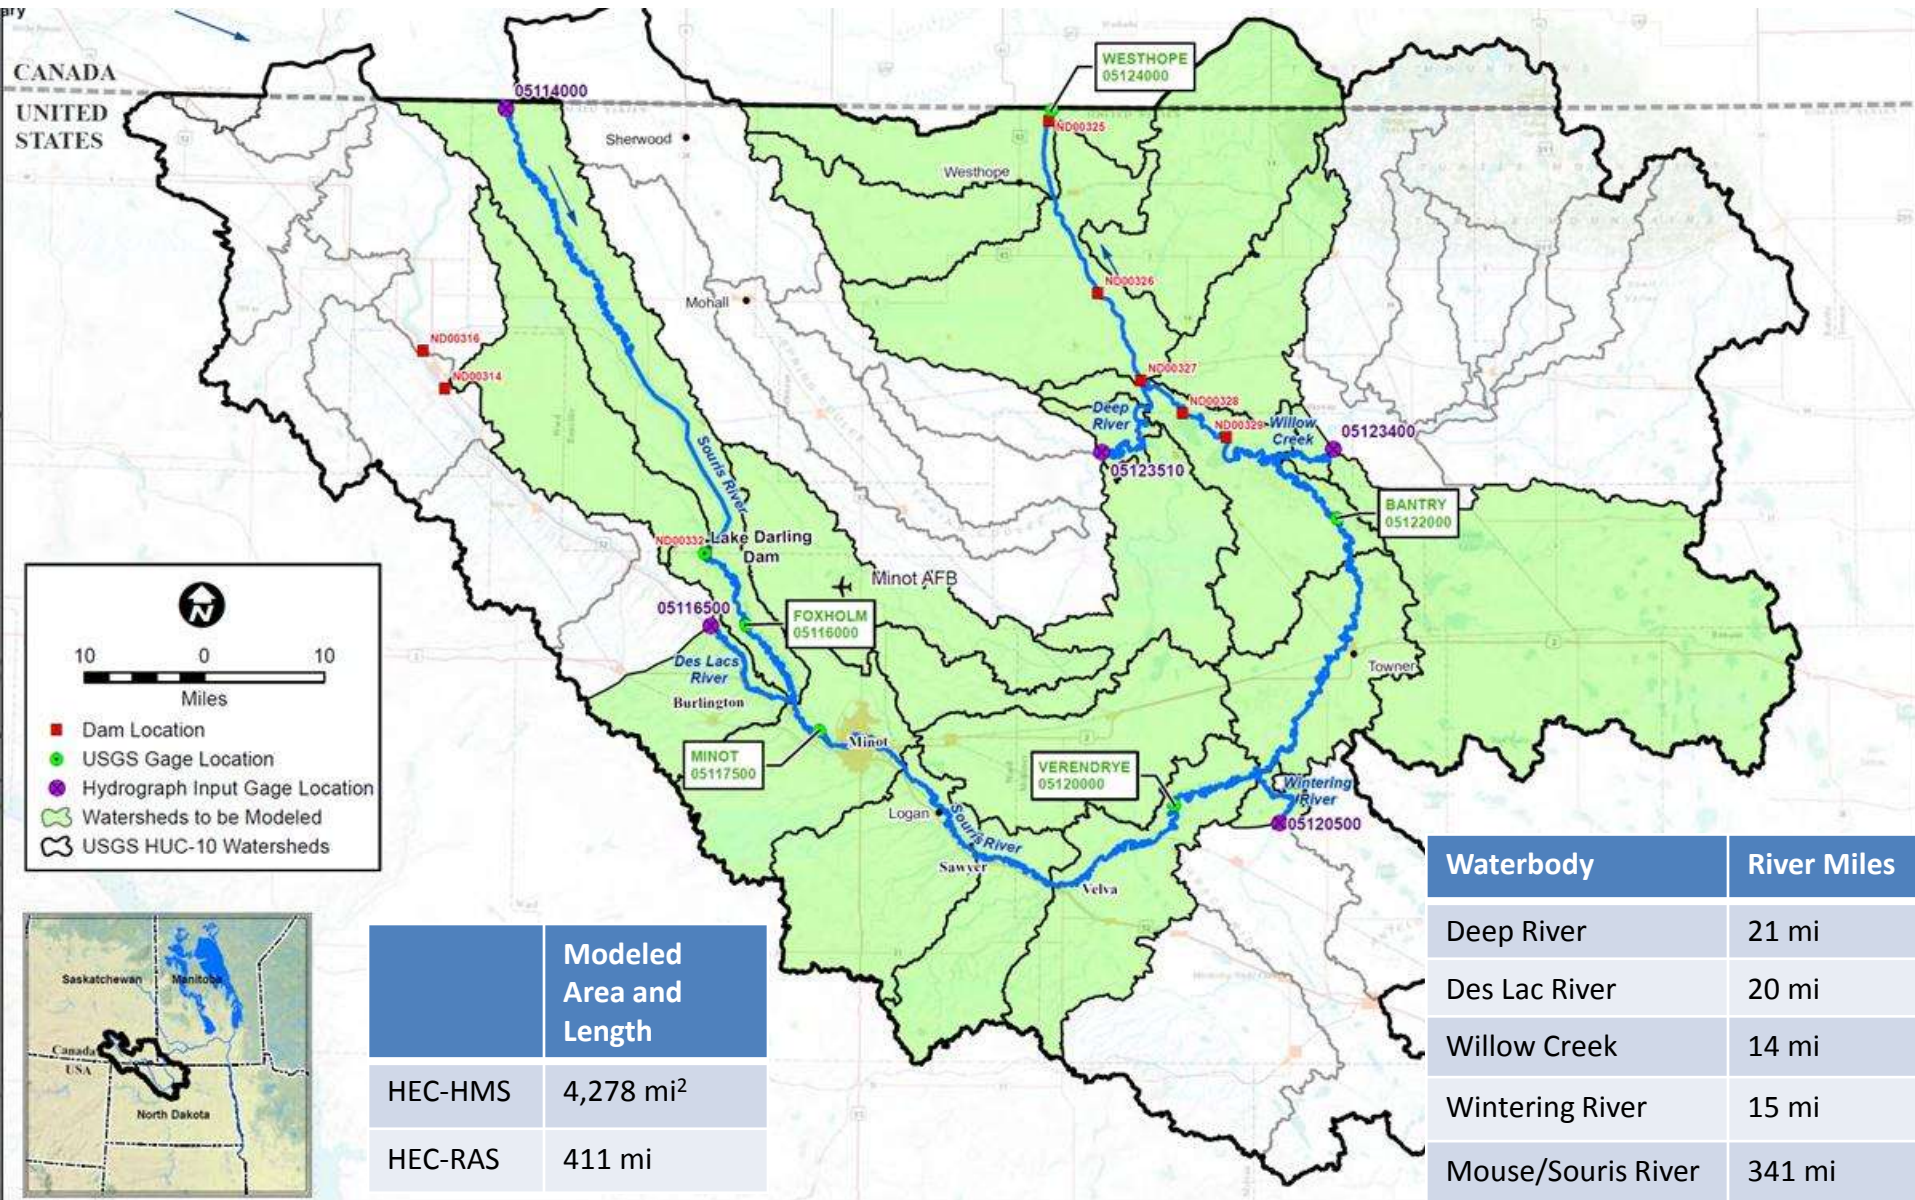 ary
CANADA
UNITED
STATES
05114000
Sherwood
WESTHOPE
05124000
ND00325
Westhope
ND00326
Mohall
ND00316
ND00314
ND00327
ND00328
ND00329
Deep
River
Willow
Creek
05123400
05123510
BANTRY
05122000
Souris River
ND00332
Lake Darling
Dam
Minot AFB
05116500
FOXHOLM
05116000
Des Lacs
River
Burlington
Towner
Minot
MINOT
05117500
VERENDRYE
05120000
Wintering
River
05120500
Logan
Souris River
Sawyer
Velva
N
10 0 10
Miles
Dam Location
USGS Gage Location
Hydrograph Input Gage Location
Watersheds to be Modeled
USGS HUC-10 Watersheds
Saskatchewan
Manitoba
Canada
USA
North Dakota
Modeled
Area and
Length
HEC-HMS 4,278 mi²
HEC-RAS 411 mi
Waterbody River Miles
Deep River 21 mi
Des Lac River 20 mi
Willow Creek 14 mi
Wintering River 15 mi
Mouse/Souris River 341 mi